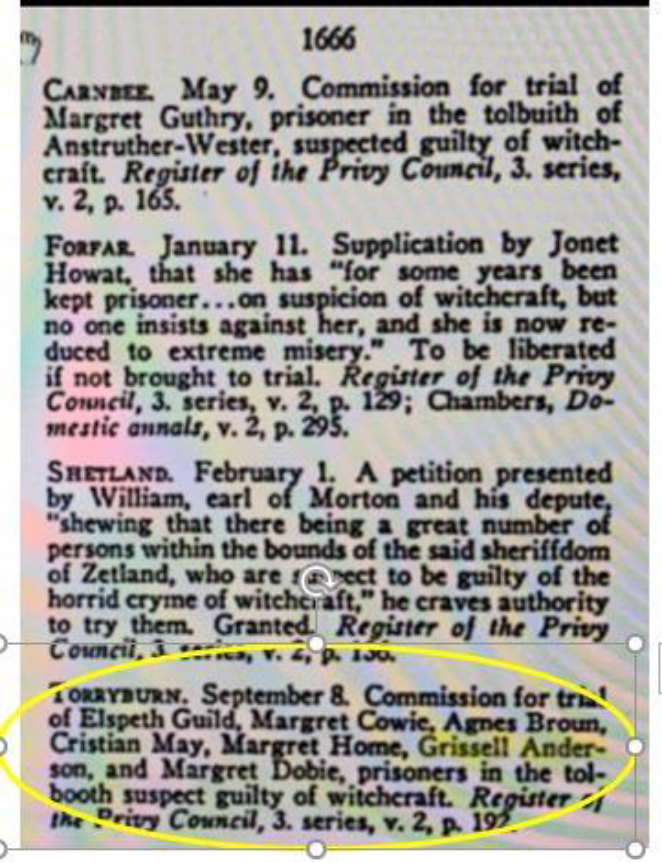 1666
CARNBEE. May 9. Commission for trial of
Margret Guthry, prisoner in the tolbuith of
Anstruther-Wester, suspected guilty of witch-
craft. Register of the Privy Council, 3. series,
v. 2, p. 165.
FORFAR. January 11. Supplication by Jonet
Howat, that she has "for some years been
kept prisoner...on suspicion of witchcraft, but
no one insists against her, and she is now re-
duced to extreme misery." To be liberated
if not brought to trial. Register of the Privy
Council, 3. series, v. 2, p. 129; Chambers, Do-
mestic annals, v. 2, p. 295.
SHETLAND. February 1. A petition presented
by William, earl of Morton and his depute,
"shewing that there being a great number of
persons within the bounds of the said sheriffdom
of Zetland, who are suspect to be guilty of the
horrid cryme of witchcraft," he craves authority
to try them. Granted. Register of the Privy
Council, 3. series, v. 2, p. 136.
TORRYBURN. September 8. Commission for trial
of Elspeth Guild, Margret Cowie, Agnes Broun,
Cristian May, Margret Home, Grissell Ander-
son, and Margret Dobie, prisoners in the tol-
booth suspect guilty of witchcraft. Register of
the Privy Council, 3. series, v. 2, p. 192.